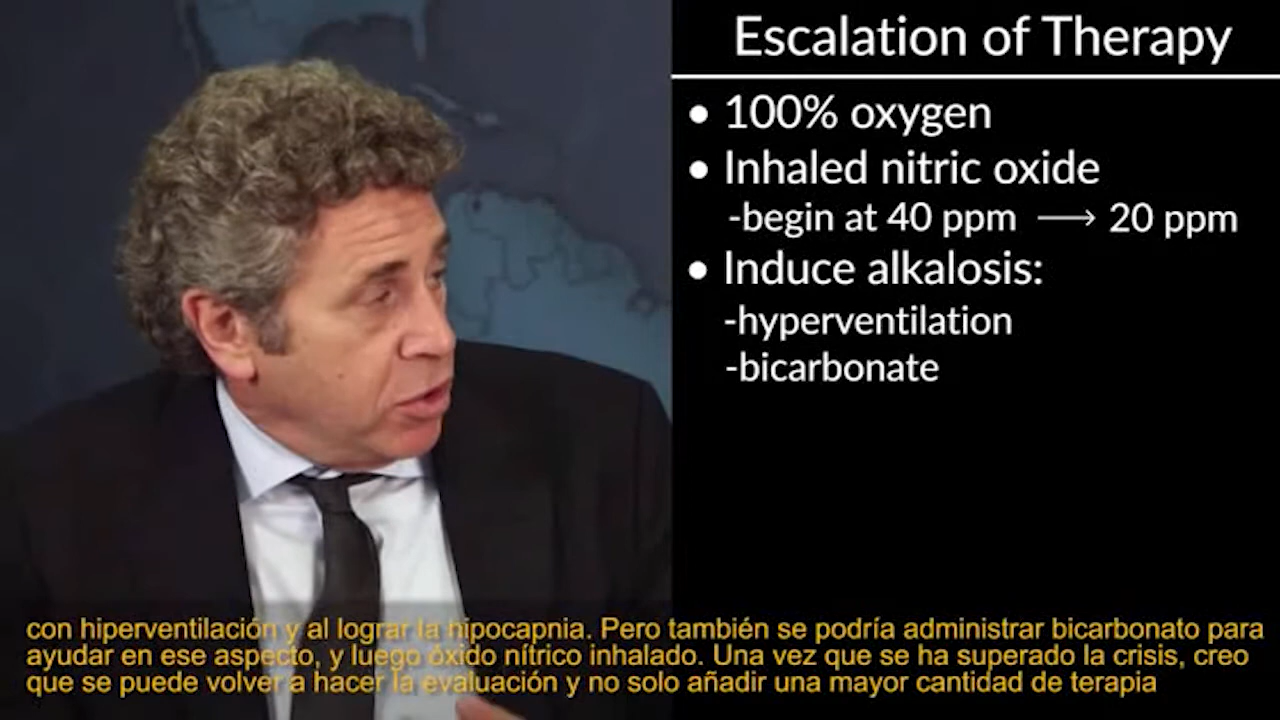 Escalation of Therapy
• 100% oxygen
• Inhaled nitric oxide
-begin at 40 ppm ⟶ 20 ppm
• Induce alkalosis:
-hyperventilation
-bicarbonate
con hiperventilación y al lograr la hipocapnia. Pero también se podría administrar bicarbonato para
ayudar en ese aspecto, y luego óxido nítrico inhalado. Una vez que se ha superado la crisis, creo
que se puede volver a hacer la evaluación y no solo añadir una mayor cantidad de terapia